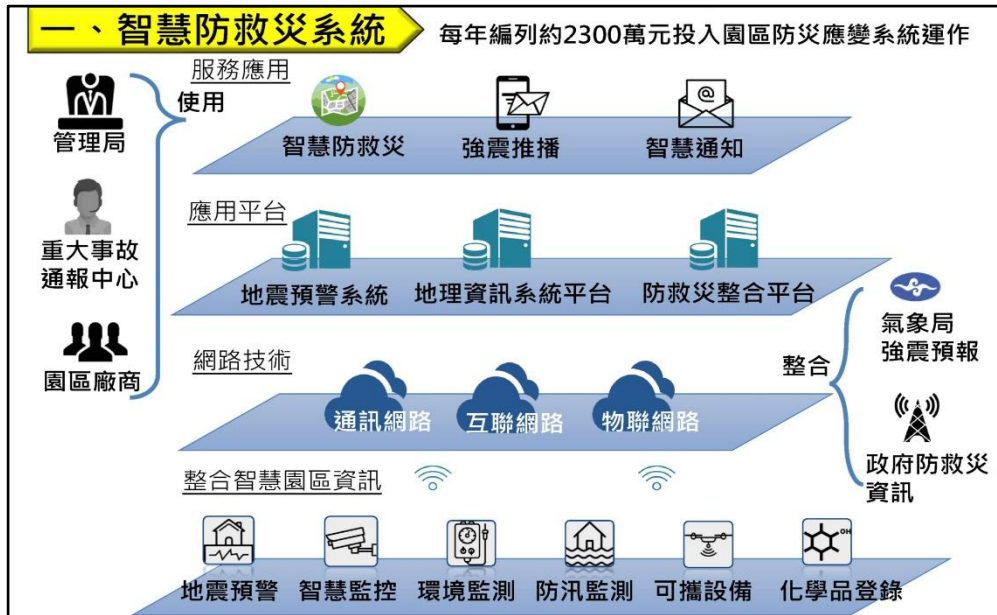 一、智慧防救災系統
每年編列約2300萬元投入園區防災應變系統運作
服務應用
使用
管理局
重大事故
通報中心
園區廠商
智慧防救災
強震推播
@
智慧通知
應用平台
地震預警系統
地理資訊系統平台
防救災整合平台
網路技術
通訊網路
互聯網路
物聯網路
整合
氣象局
強震預報
政府防救災
資訊
整合智慧園區資訊
地震預警
智慧監控
環境監測
防汛監測
可攜設備
OH
化學品登錄